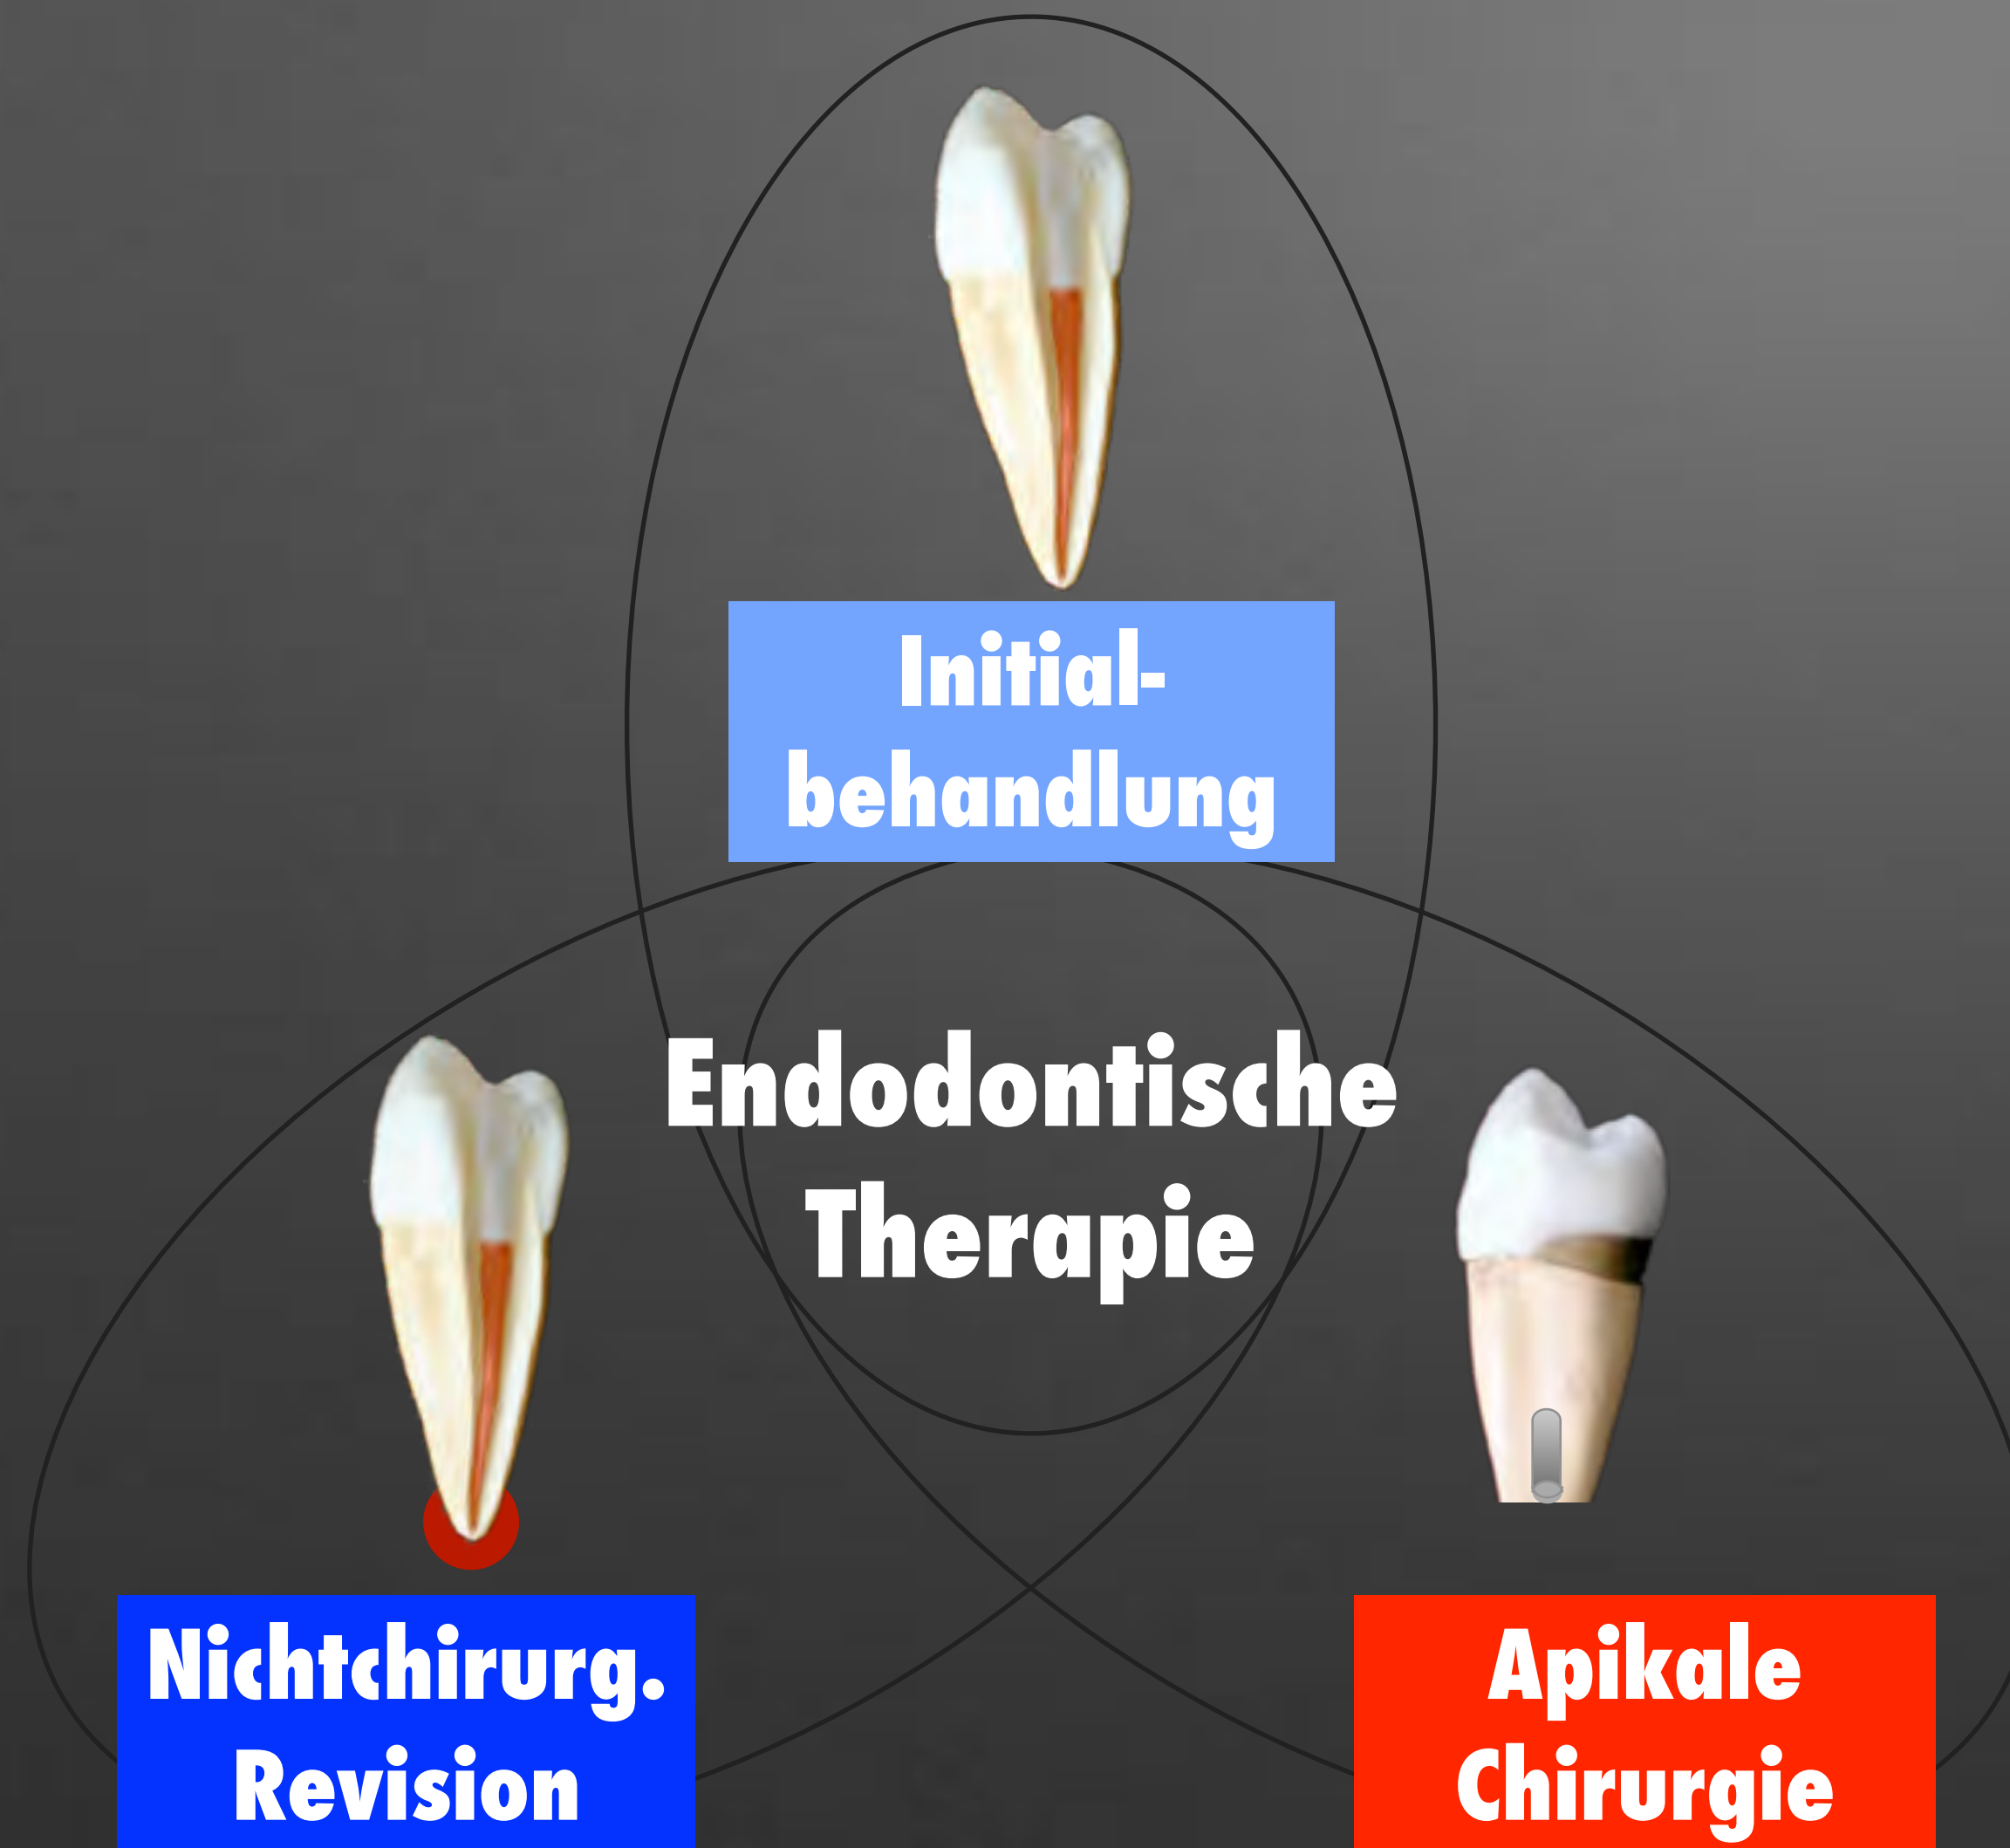 Initial-
behandlung
Endodontische
Therapie
Nichtchirurg.
Revision
Apikale
Chirurgie